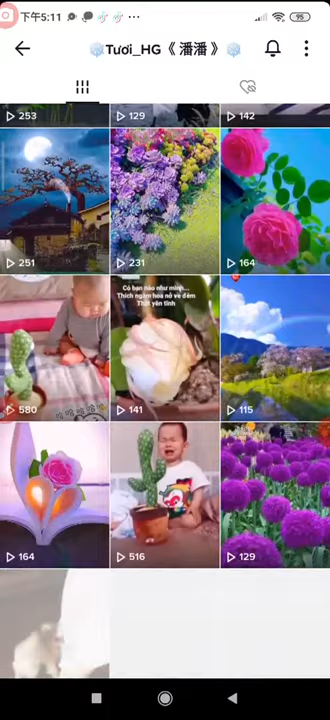 下午5:11
95
Tươi_HG《 潘潘 》
253
129
142
251
231
164
Có bạn nào như mình...
Thích ngắm hoa nở về đêm
Thật yên tĩnh
580
141
115
164
516
129